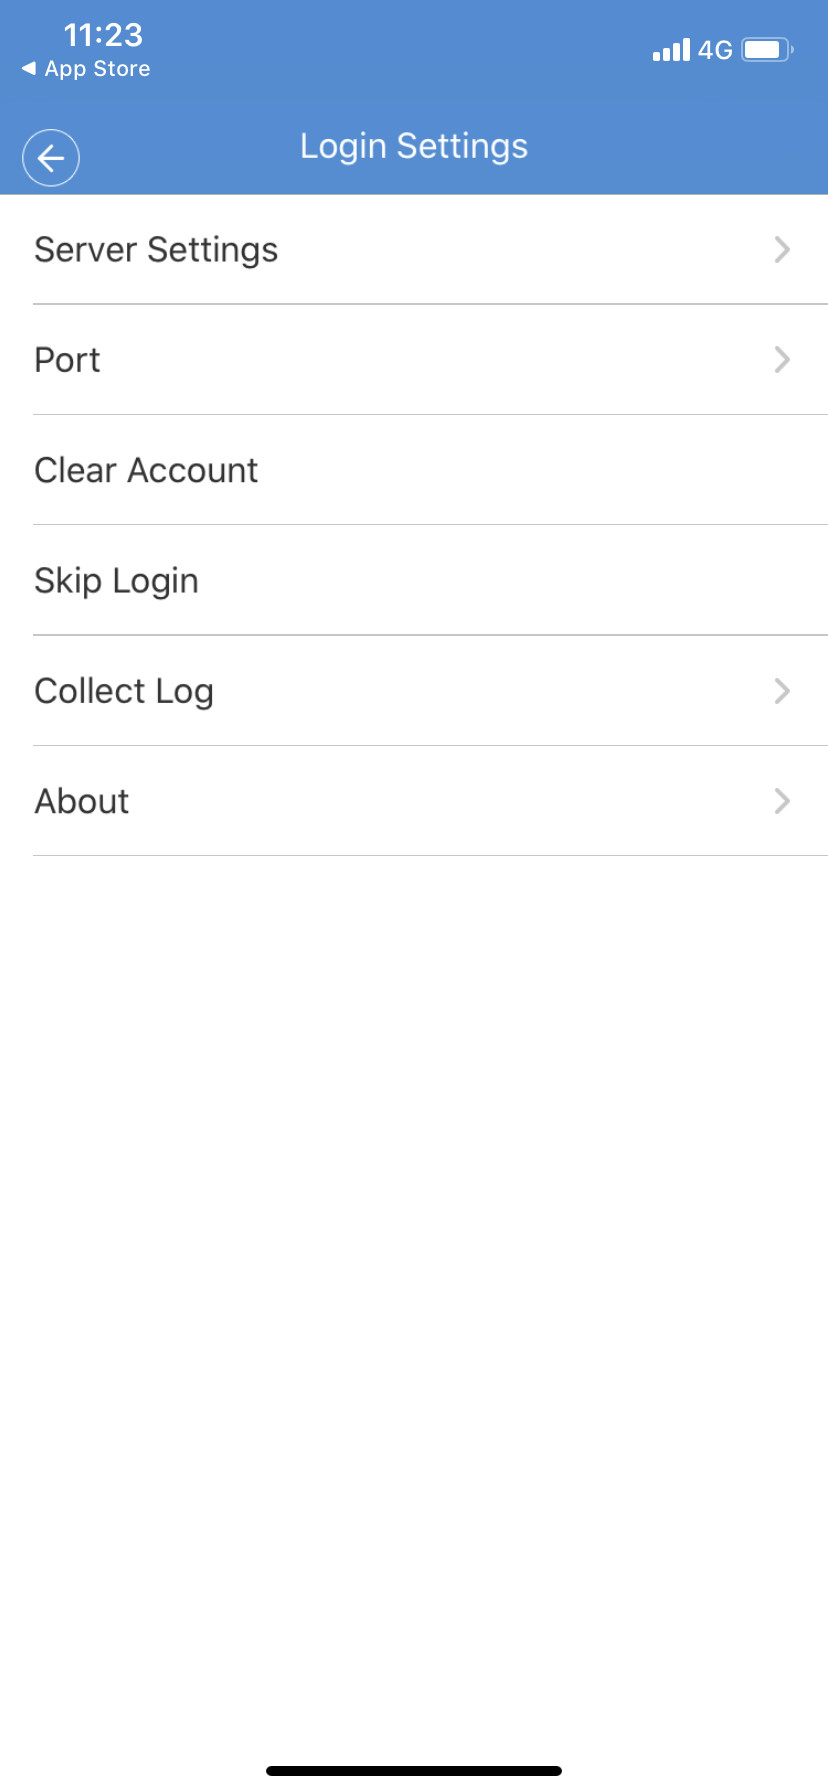 11:23
4G
◀ App Store
Login Settings
Server Settings
Port
Clear Account
Skip Login
Collect Log
About